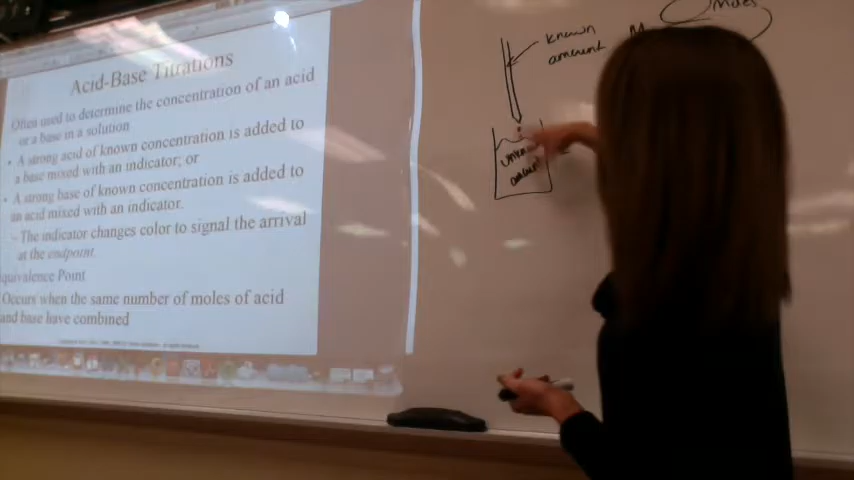 Acid-Base Titrations
Often used to determine the concentration of an acid
or a base in a solution
• A strong acid of known concentration is added to
a base mixed with an indicator; or
• A strong base of known concentration is added to
an acid mixed with indicator.
– The indicator changes color to signal the arrival
at the endpoint.
quivalence Point
Occurs when the same number of moles of acid
and base have combined
known
amount
Moles
M
unknown
amount